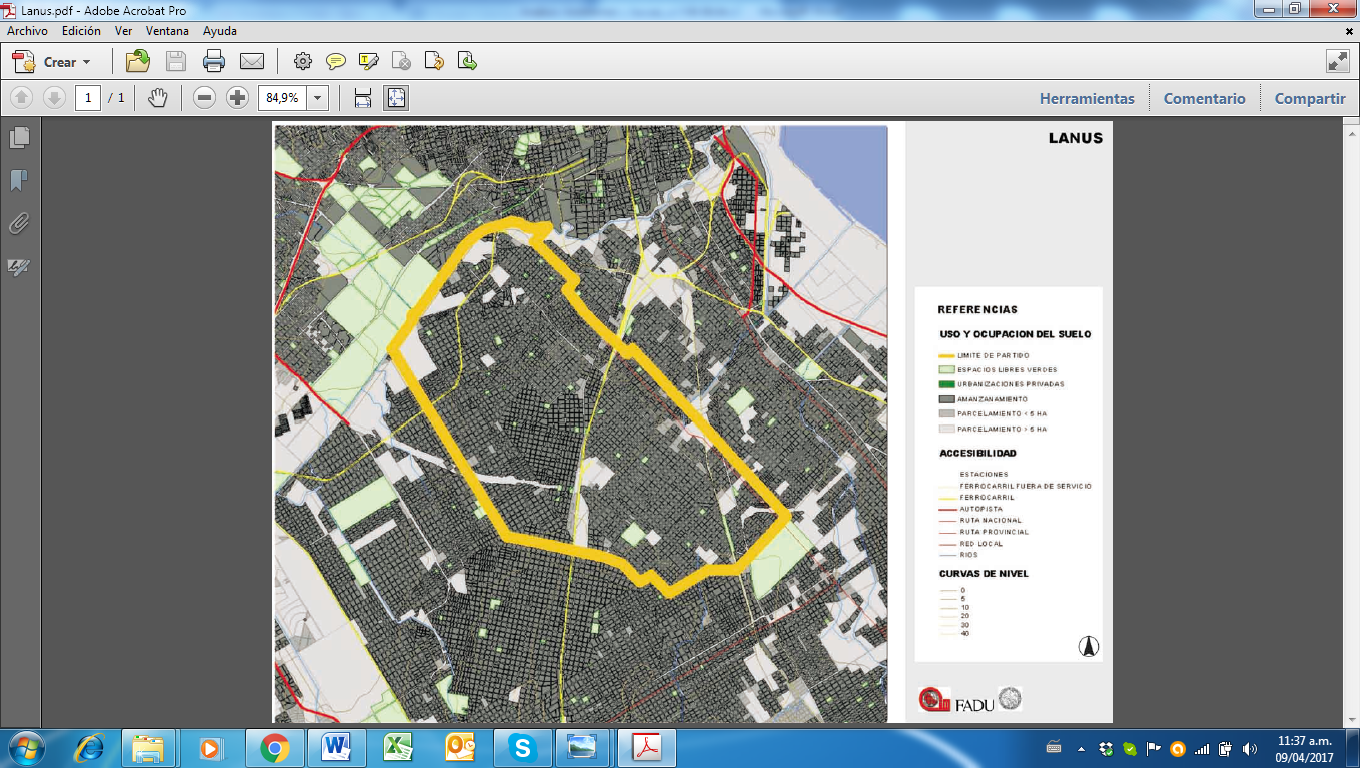 Lanus.pdf - Adobe Acrobat Pro
Archivo Edición Ver Ventana Ayuda
Crear
1 / 1 84,9% Herramientas Comentario Compartir
LANUS
REFERENCIAS
USO Y OCUPACION DEL SUELO
LIMITE DE PARTIDO
ESPACIOS LIBRES VERDES
URBANIZACIONES PRIVADAS
AMANZANAMIENTO
PARCELAMIENTO < 5 HA
PARCELAMIENTO > 5 HA
ACCESIBILIDAD
ESTACIONES
FERROCARRIL FUERA DE SERVICIO
FERROCARRIL
AUTOPISTA
RUTA NACIONAL
RUTA PROVINCIAL
RED LOCAL
RIOS
CURVAS DE NIVEL
0
5
10
20
30
40
FADU
11:37 a.m.
09/04/2017